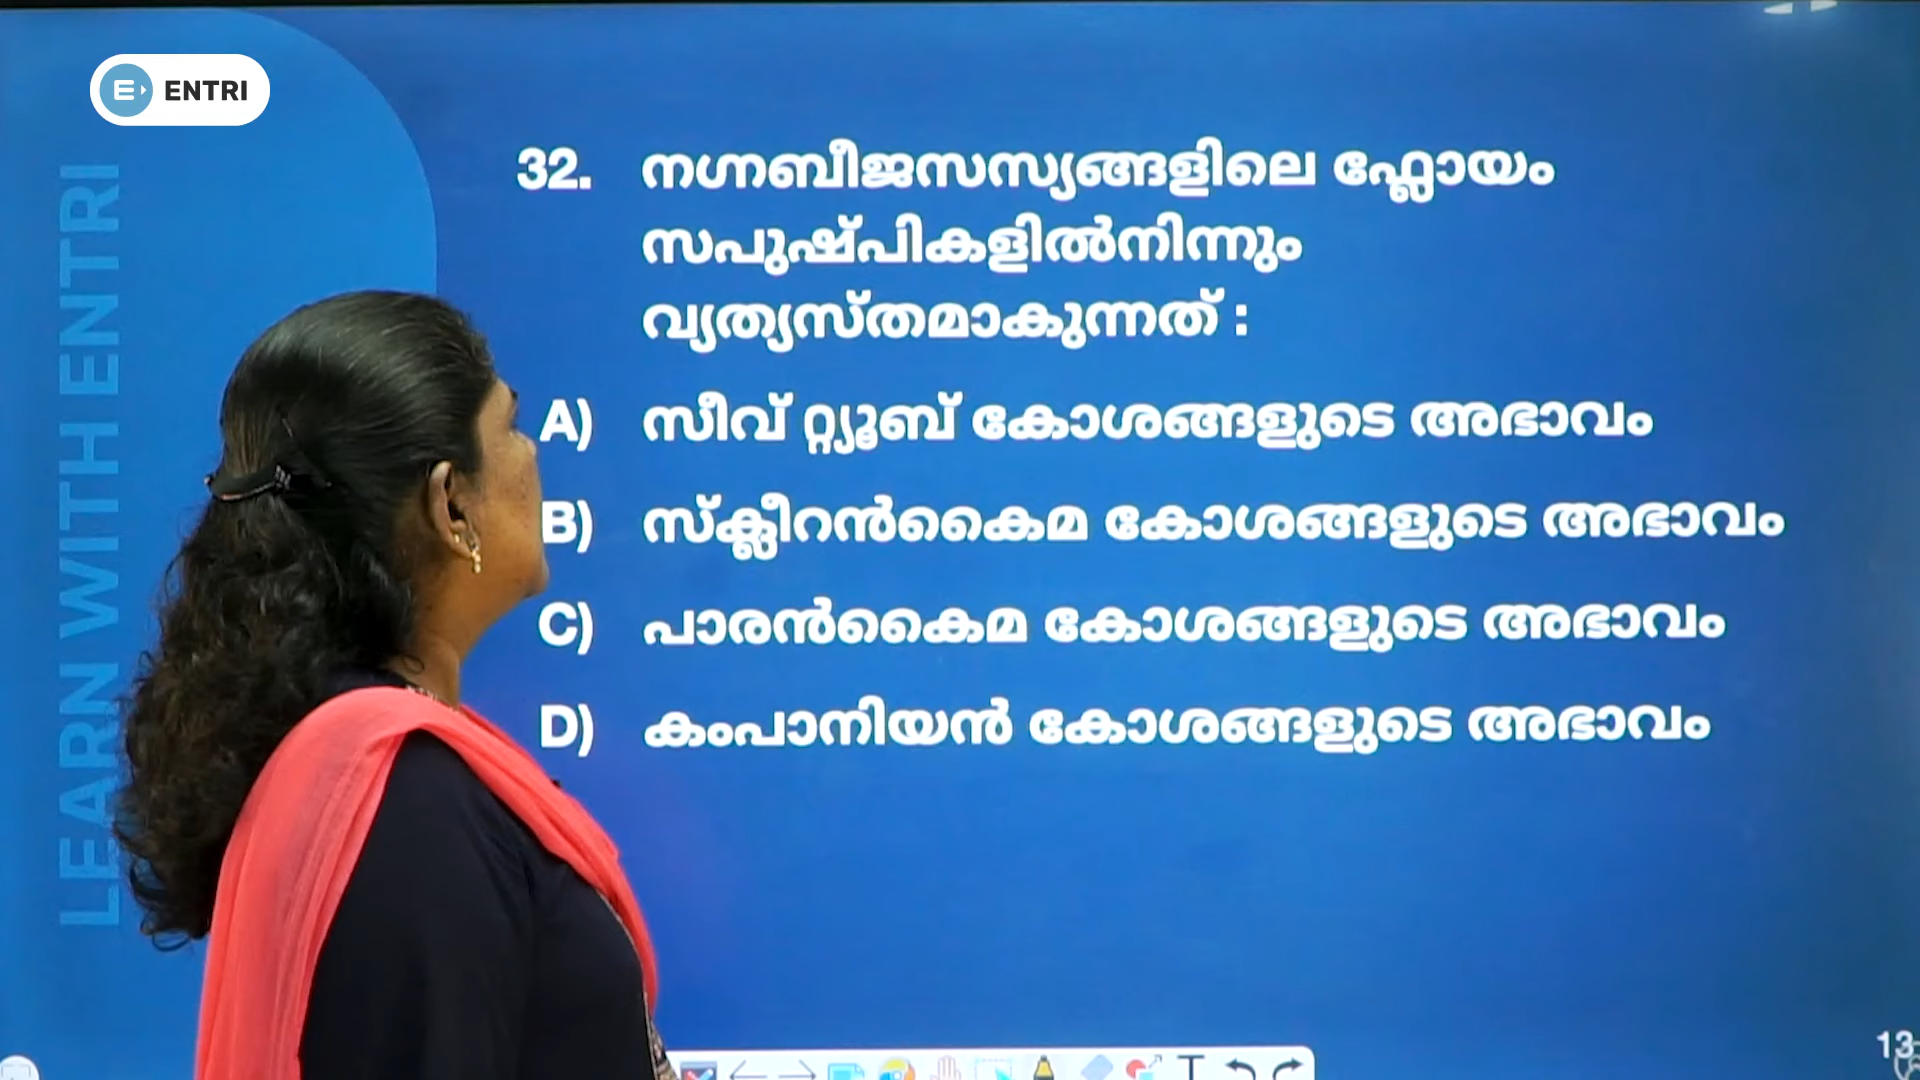 ENTRI
LEARN WITH ENTRI
32. നഗ്നബീജസസ്യങ്ങളിലെ ഫ്ലോയം
സപുഷ്പികളിൽനിന്നും
വ്യത്യസ്തമാകുന്നത് :
A) സീവ് റ്റ്യൂബ് കോശങ്ങളുടെ അഭാവം
B) സ്ക്ലീറൻകൈമ കോശങ്ങളുടെ അഭാവം
C) പാരൻകൈമ കോശങ്ങളുടെ അഭാവം
D) കംപാനിയൻ കോശങ്ങളുടെ അഭാവം
13